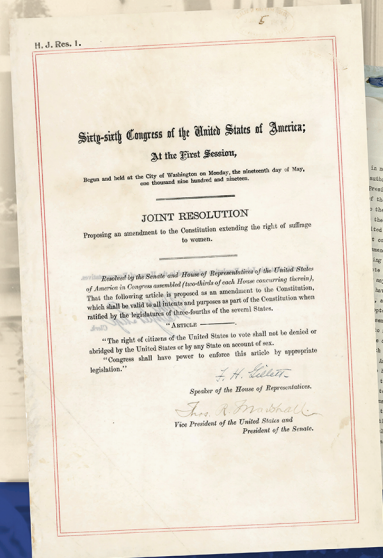 5
H. J. Res. 1.
Sixty-sixth Congress of the United States of America;
At the First Session,
Begun and held at the City of Washington on Monday, the nineteenth day of May,
one thousand nine hundred and nineteen.
JOINT RESOLUTION
Proposing an amendment to the Constitution extending the right of suffrage
to women.
Resolved by the Senate and House of Representatives of the United States
of America in Congress assembled (two-thirds of each House concurring therein),
That the following article is proposed as an amendment to the Constitution,
which shall be valid to all intents and purposes as part of the Constitution when
ratified by the legislatures of three-fourths of the several States.
"ARTICLE ————.
"The right of citizens of the United States to vote shall not be denied or
abridged by the United States or by any State on account of sex.
"Congress shall have power to enforce this article by appropriate
legislation."
F. H. Gillett
Speaker of the House of Representatives.
Thos. R. Marshall
Vice President of the United States and
President of the Senate.